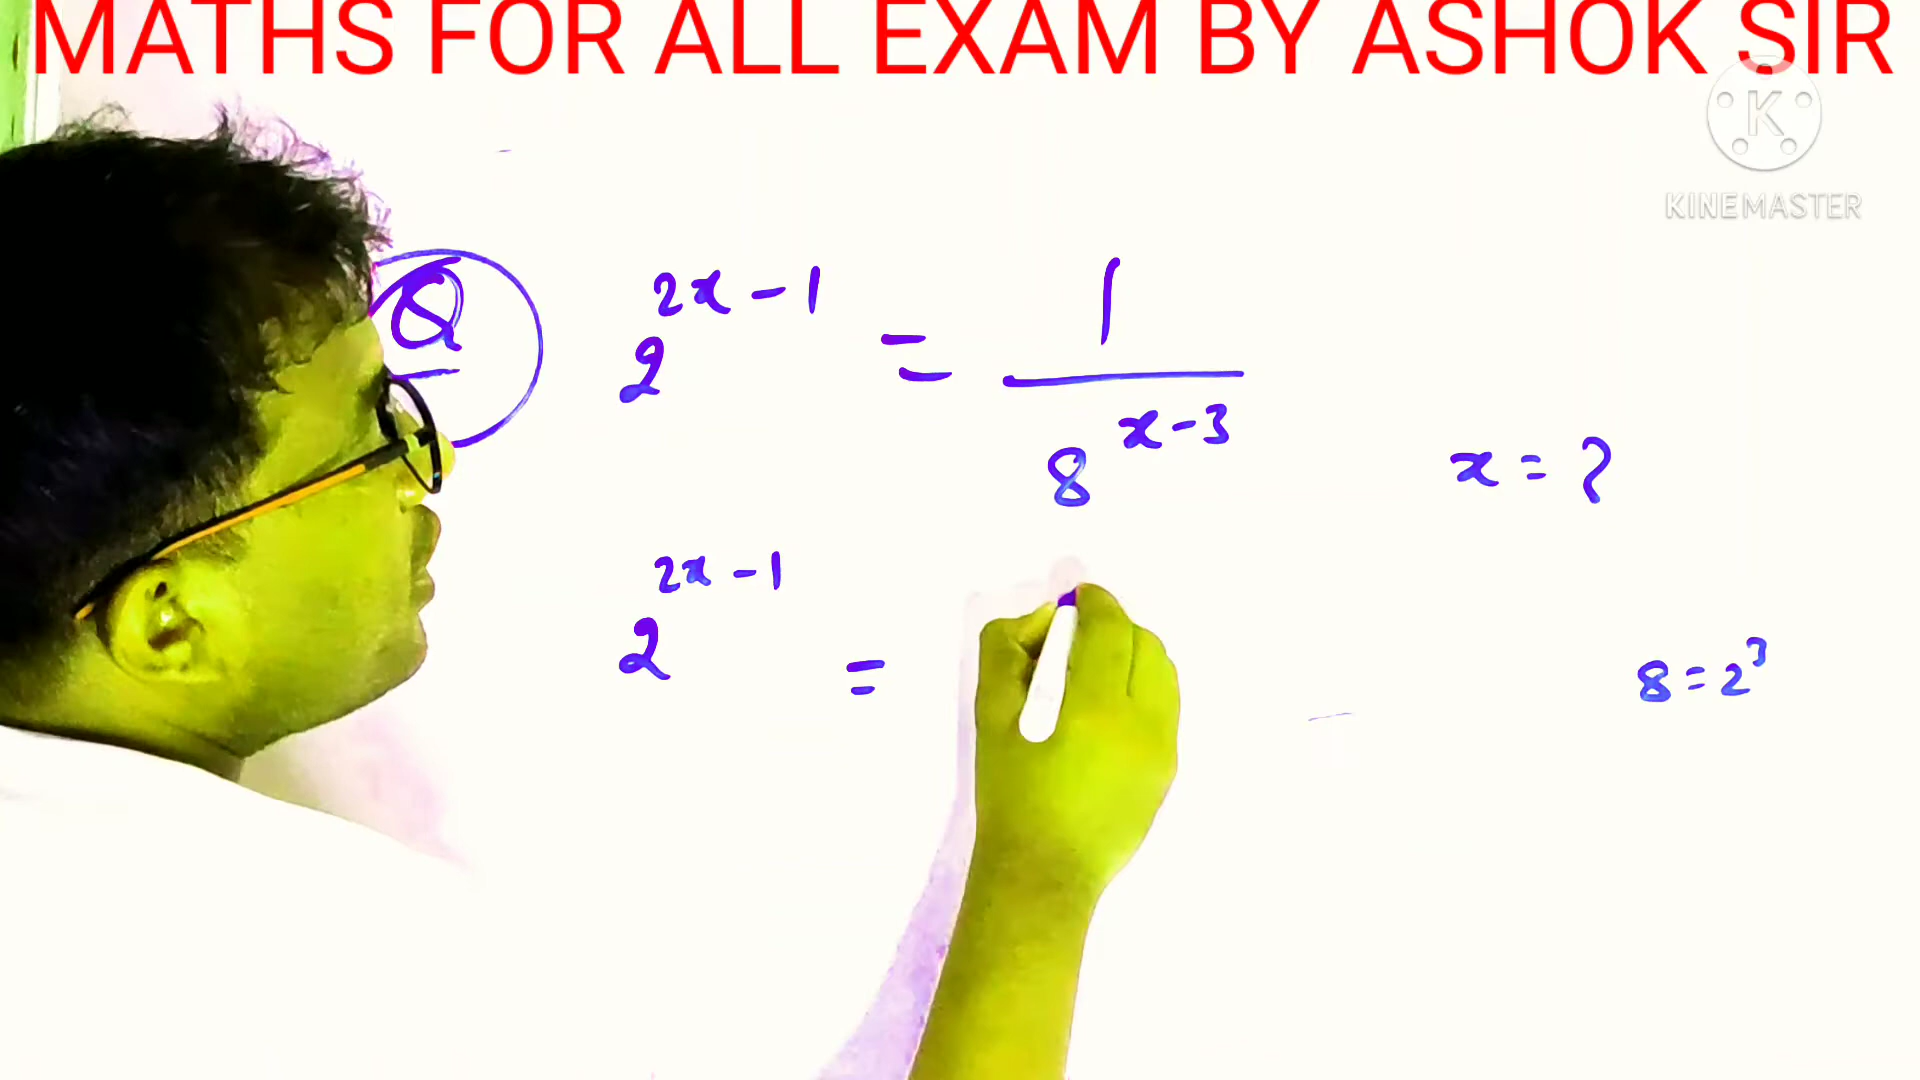 MATHS FOR ALL EXAM BY ASHOK SIR
K
KINEMASTER
Q 2^{2x-1} = \frac{1}{8^{x-3}}
x = ?
2^{2x-1} =
8 = 2^3